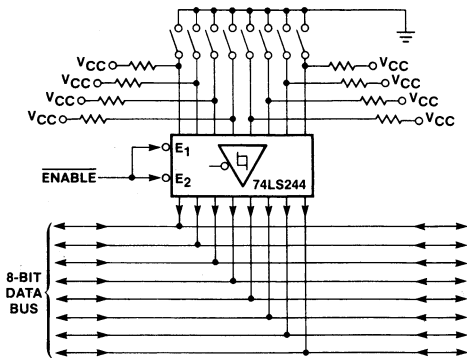 VCC
VCC
VCC
VCC
VCC
VCC
VCC
VCC
ENABLE
E1
E2
74LS244
8-BIT
DATA
BUS